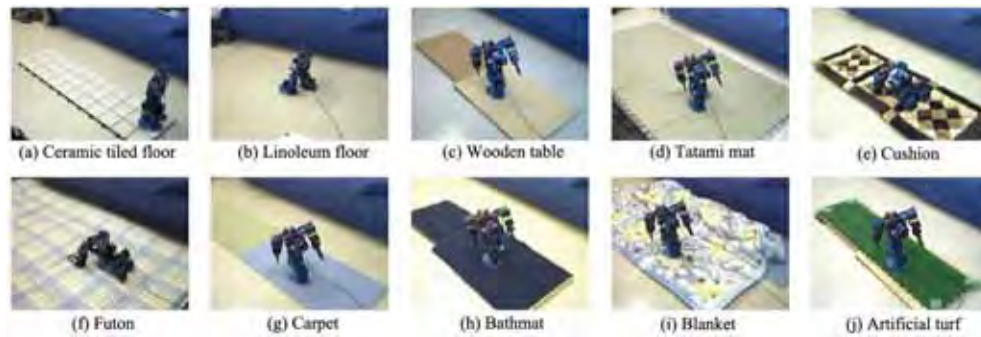 (a) Ceramic tiled floor
(b) Linoleum floor
(c) Wooden table
(d) Tatami mat
(e) Cushion
(f) Futon
(g) Carpet
(h) Bathmat
(i) Blanket
(j) Artificial turf